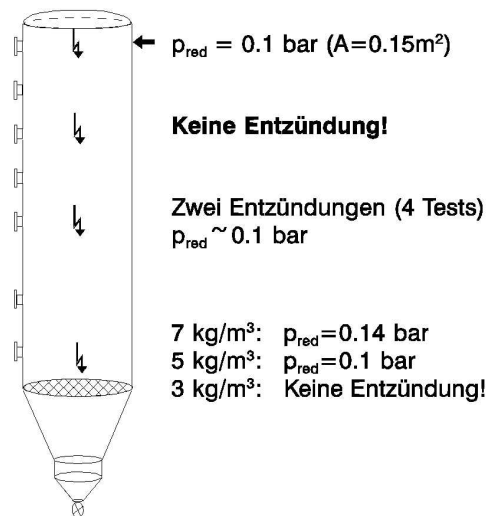 p_red = 0.1 bar (A=0.15m²)
Keine Entzündung!
Zwei Entzündungen (4 Tests)
p_red ~ 0.1 bar
7 kg/m³: p_red=0.14 bar
5 kg/m³: p_red=0.1 bar
3 kg/m³: Keine Entzündung!